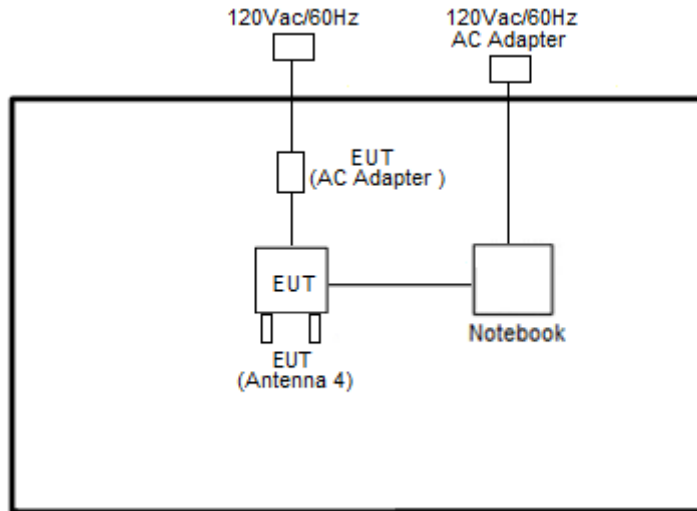 120Vac/60Hz
120Vac/60Hz
AC Adapter
EUT
(AC Adapter )
EUT
Notebook
EUT
(Antenna 4)